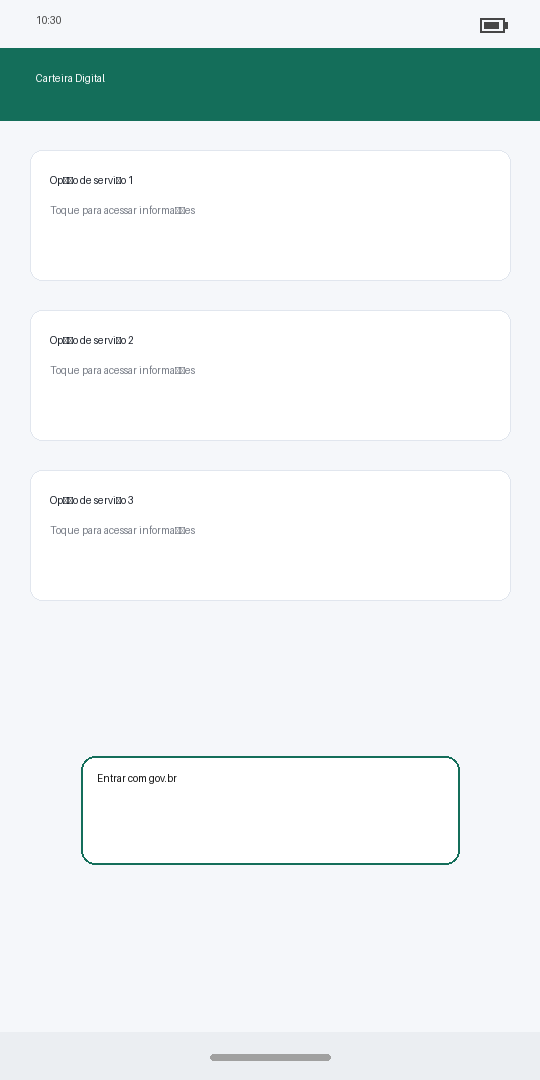 10:30
Carteira Digital
de 1
Toque para acessar
de 2
Toque para acessar
de 3
Toque para acessar
Entrar com gov.br